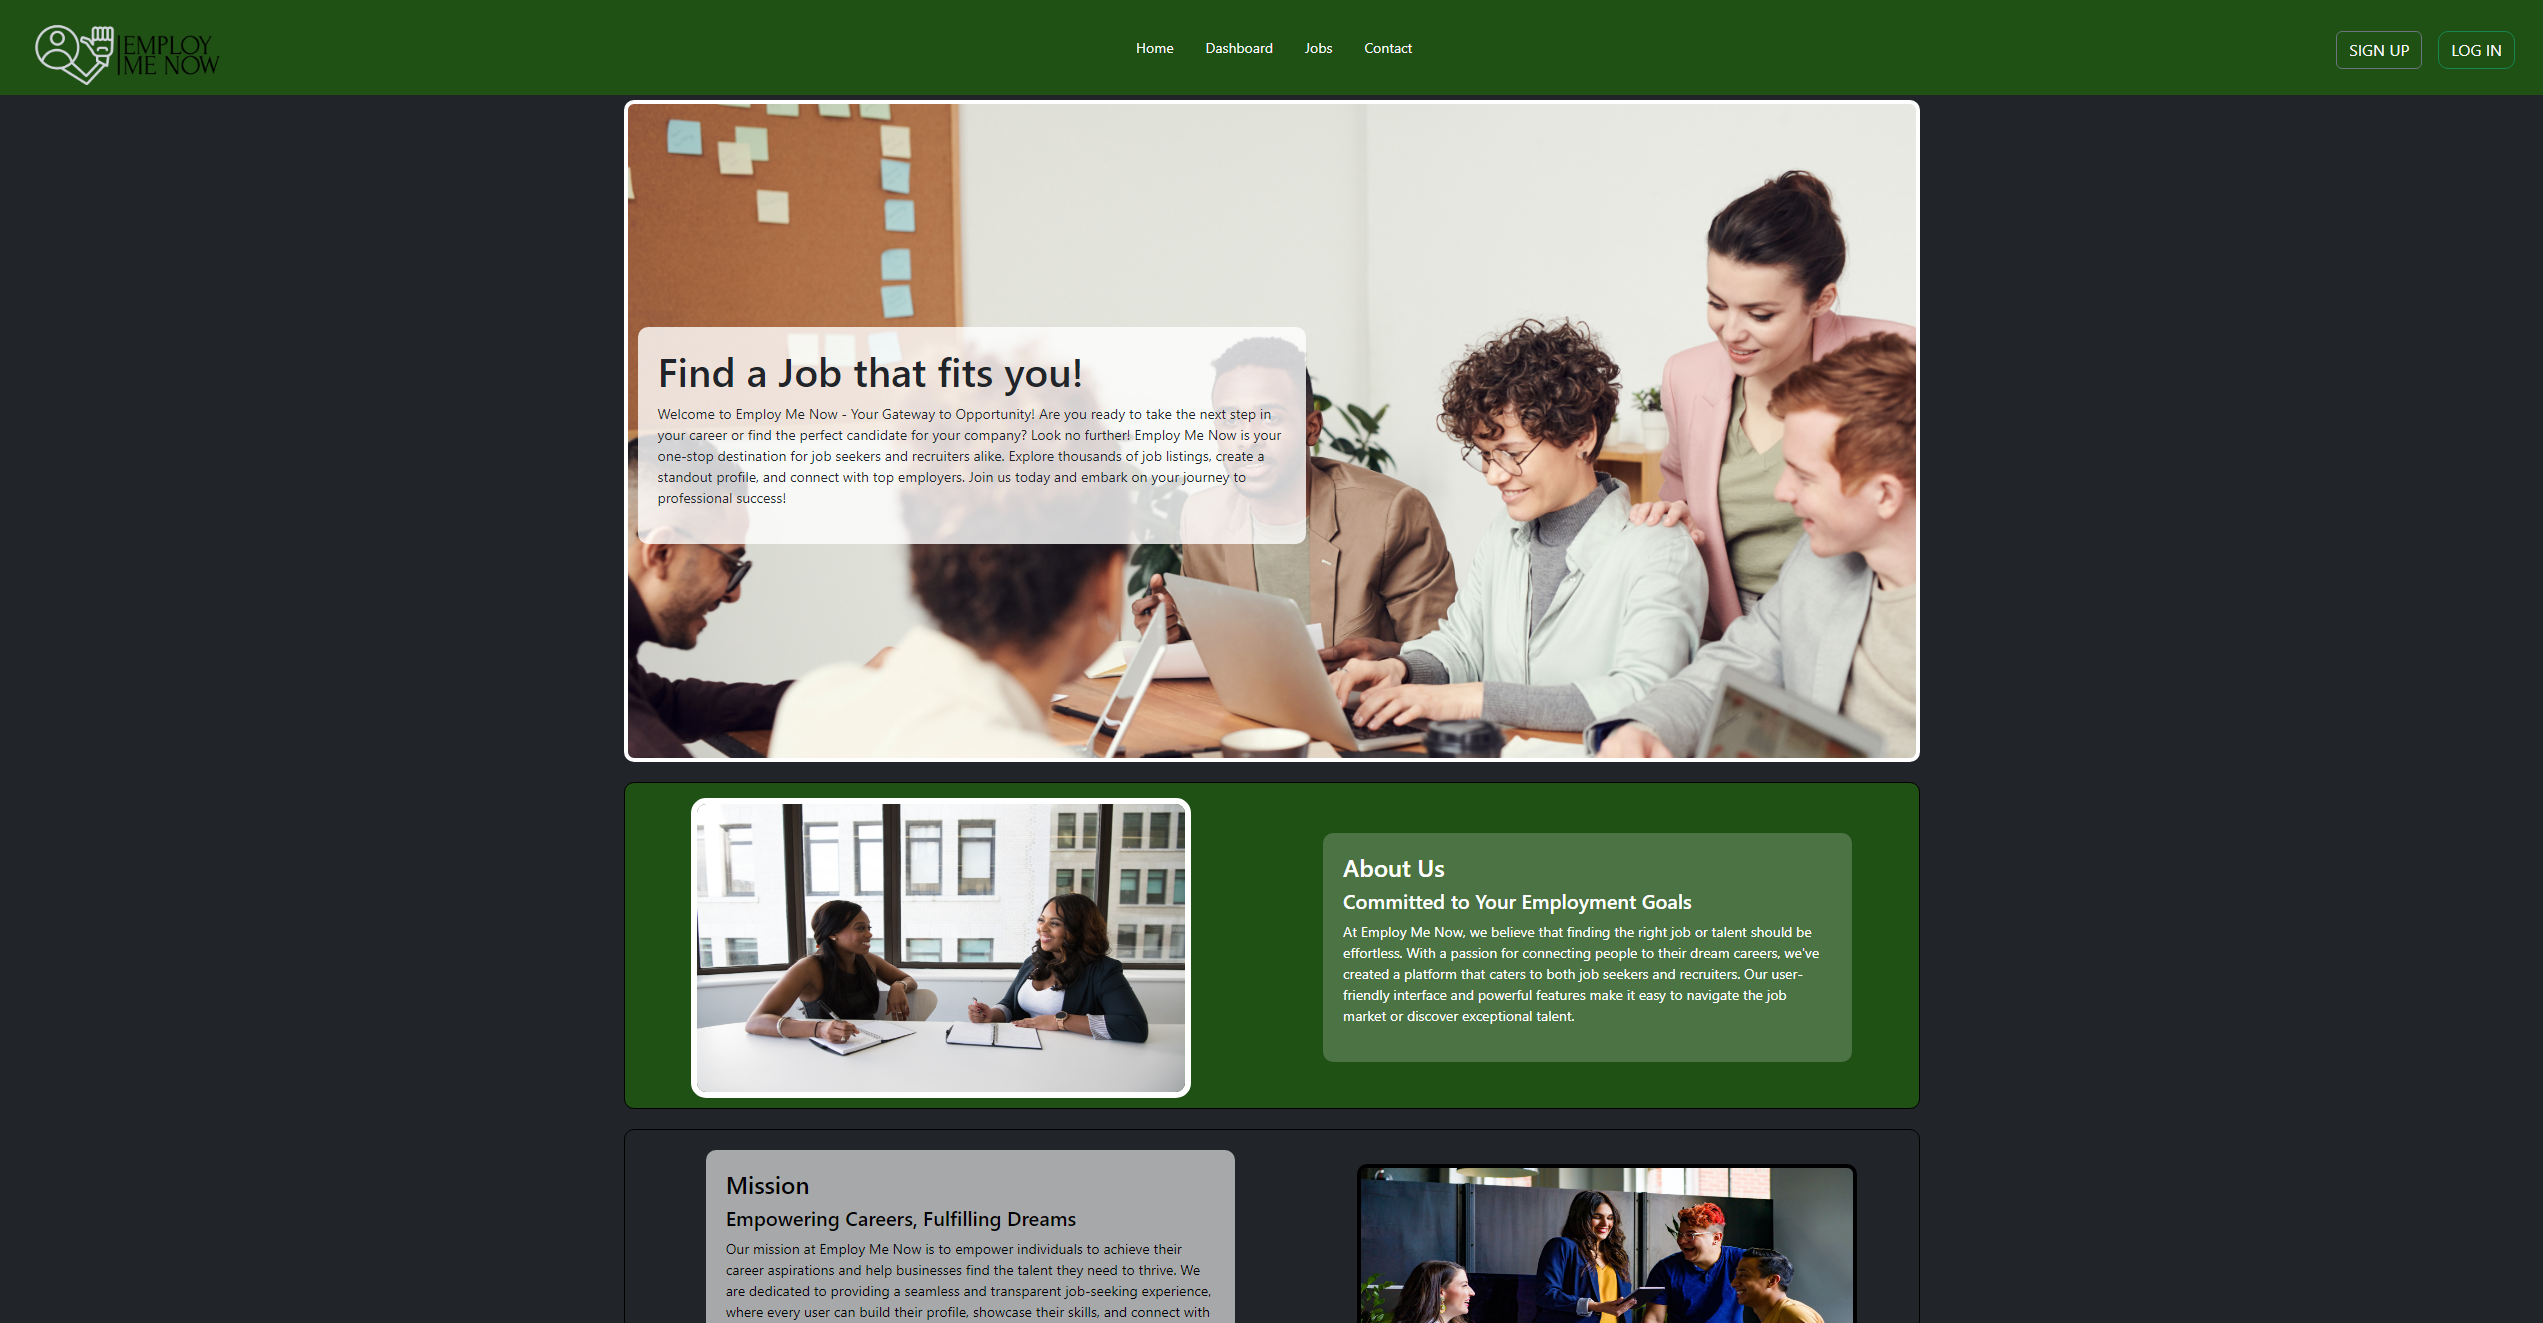 EMPLOY
ME NOW
Home Dashboard Jobs Contact
SIGN UP LOG IN
Find a Job that fits you!
Welcome to Employ Me Now - Your Gateway to Opportunity! Are you ready to take the next step in
your career or find the perfect candidate for your company? Look no further! Employ Me Now is your
one-stop destination for job seekers and recruiters alike. Explore thousands of job listings, create a
standout profile, and connect with top employers. Join us today and embark on your journey to
professional success!
About Us
Committed to Your Employment Goals
At Employ Me Now, we believe that finding the right job or talent should be
effortless. With a passion for connecting people to their dream careers, we've
created a platform that caters to both job seekers and recruiters. Our user-
friendly interface and powerful features make it easy to navigate the job
market or discover exceptional talent.
Mission
Empowering Careers, Fulfilling Dreams
Our mission at Employ Me Now is to empower individuals to achieve their
career aspirations and help businesses find the talent they need to thrive. We
are dedicated to providing a seamless and transparent job-seeking experience,
where every user can build their profile, showcase their skills, and connect with